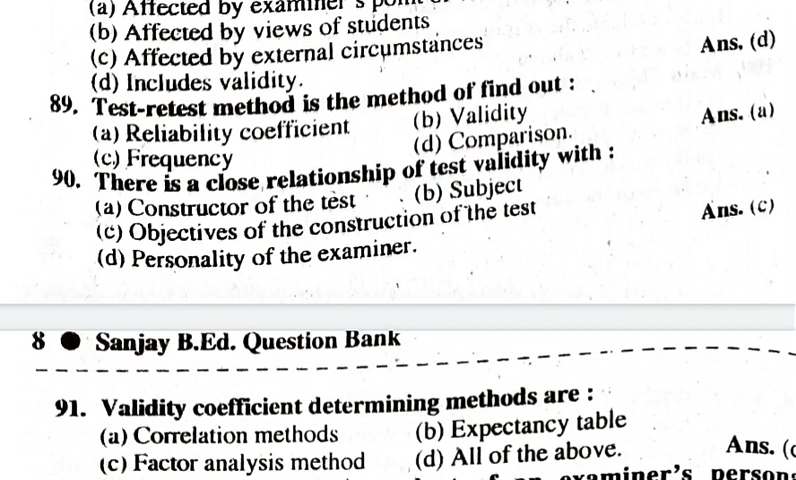 (a) Affected by examiner's
(b) Affected by views of students
(c) Affected by external circumstances
(d) Includes validity. Ans. (d)
89. Test-retest method is the method of find out :
(a) Reliability coefficient (b) Validity
(c) Frequency (d) Comparison. Ans. (a)
90. There is a close relationship of test validity with :
(a) Constructor of the test (b) Subject
(c) Objectives of the construction of the test
(d) Personality of the examiner. Ans. (c)
8 ● Sanjay B.Ed. Question Bank
91. Validity coefficient determining methods are :
(a) Correlation methods (b) Expectancy table
(c) Factor analysis method (d) All of the above. Ans.
examiner's